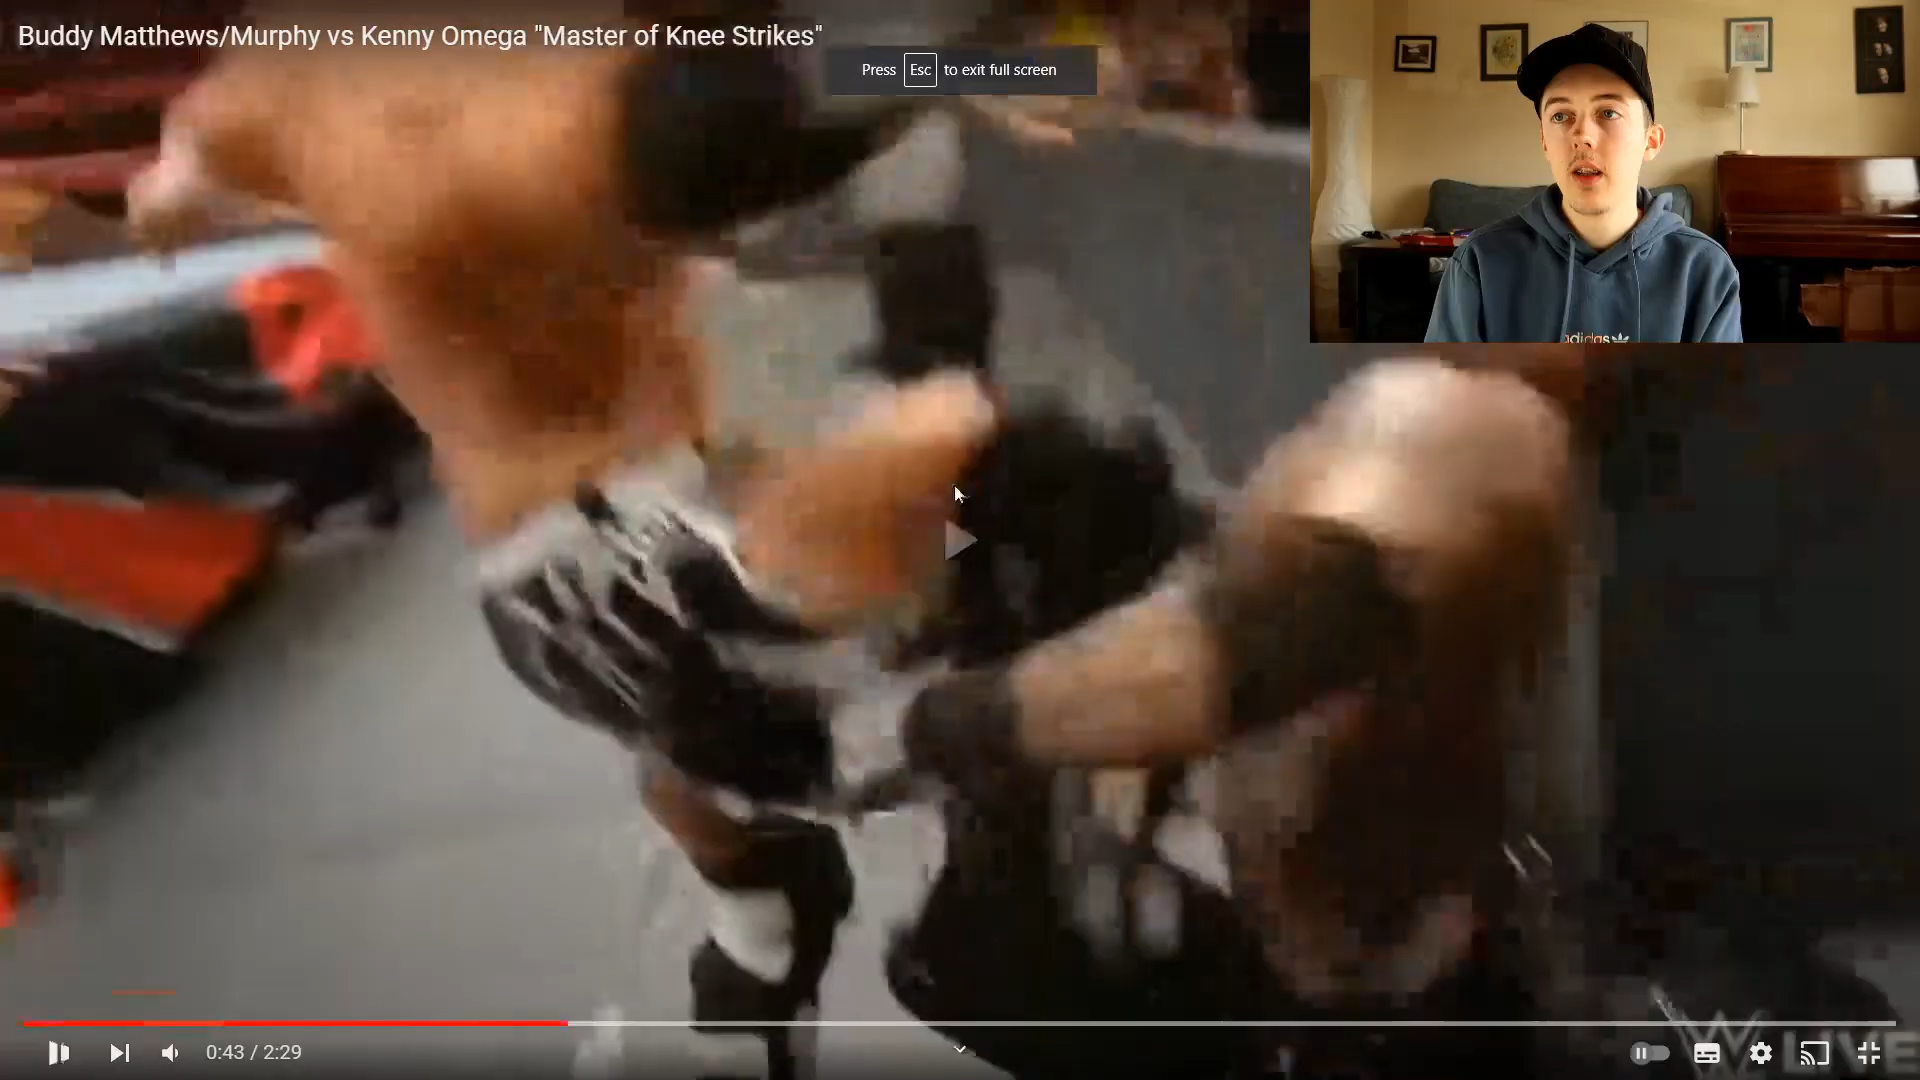 Buddy Matthews/Murphy vs Kenny Omega "Master of Knee Strikes"
Press Esc to exit full screen
adidas
0:43 / 2:29
LIVE